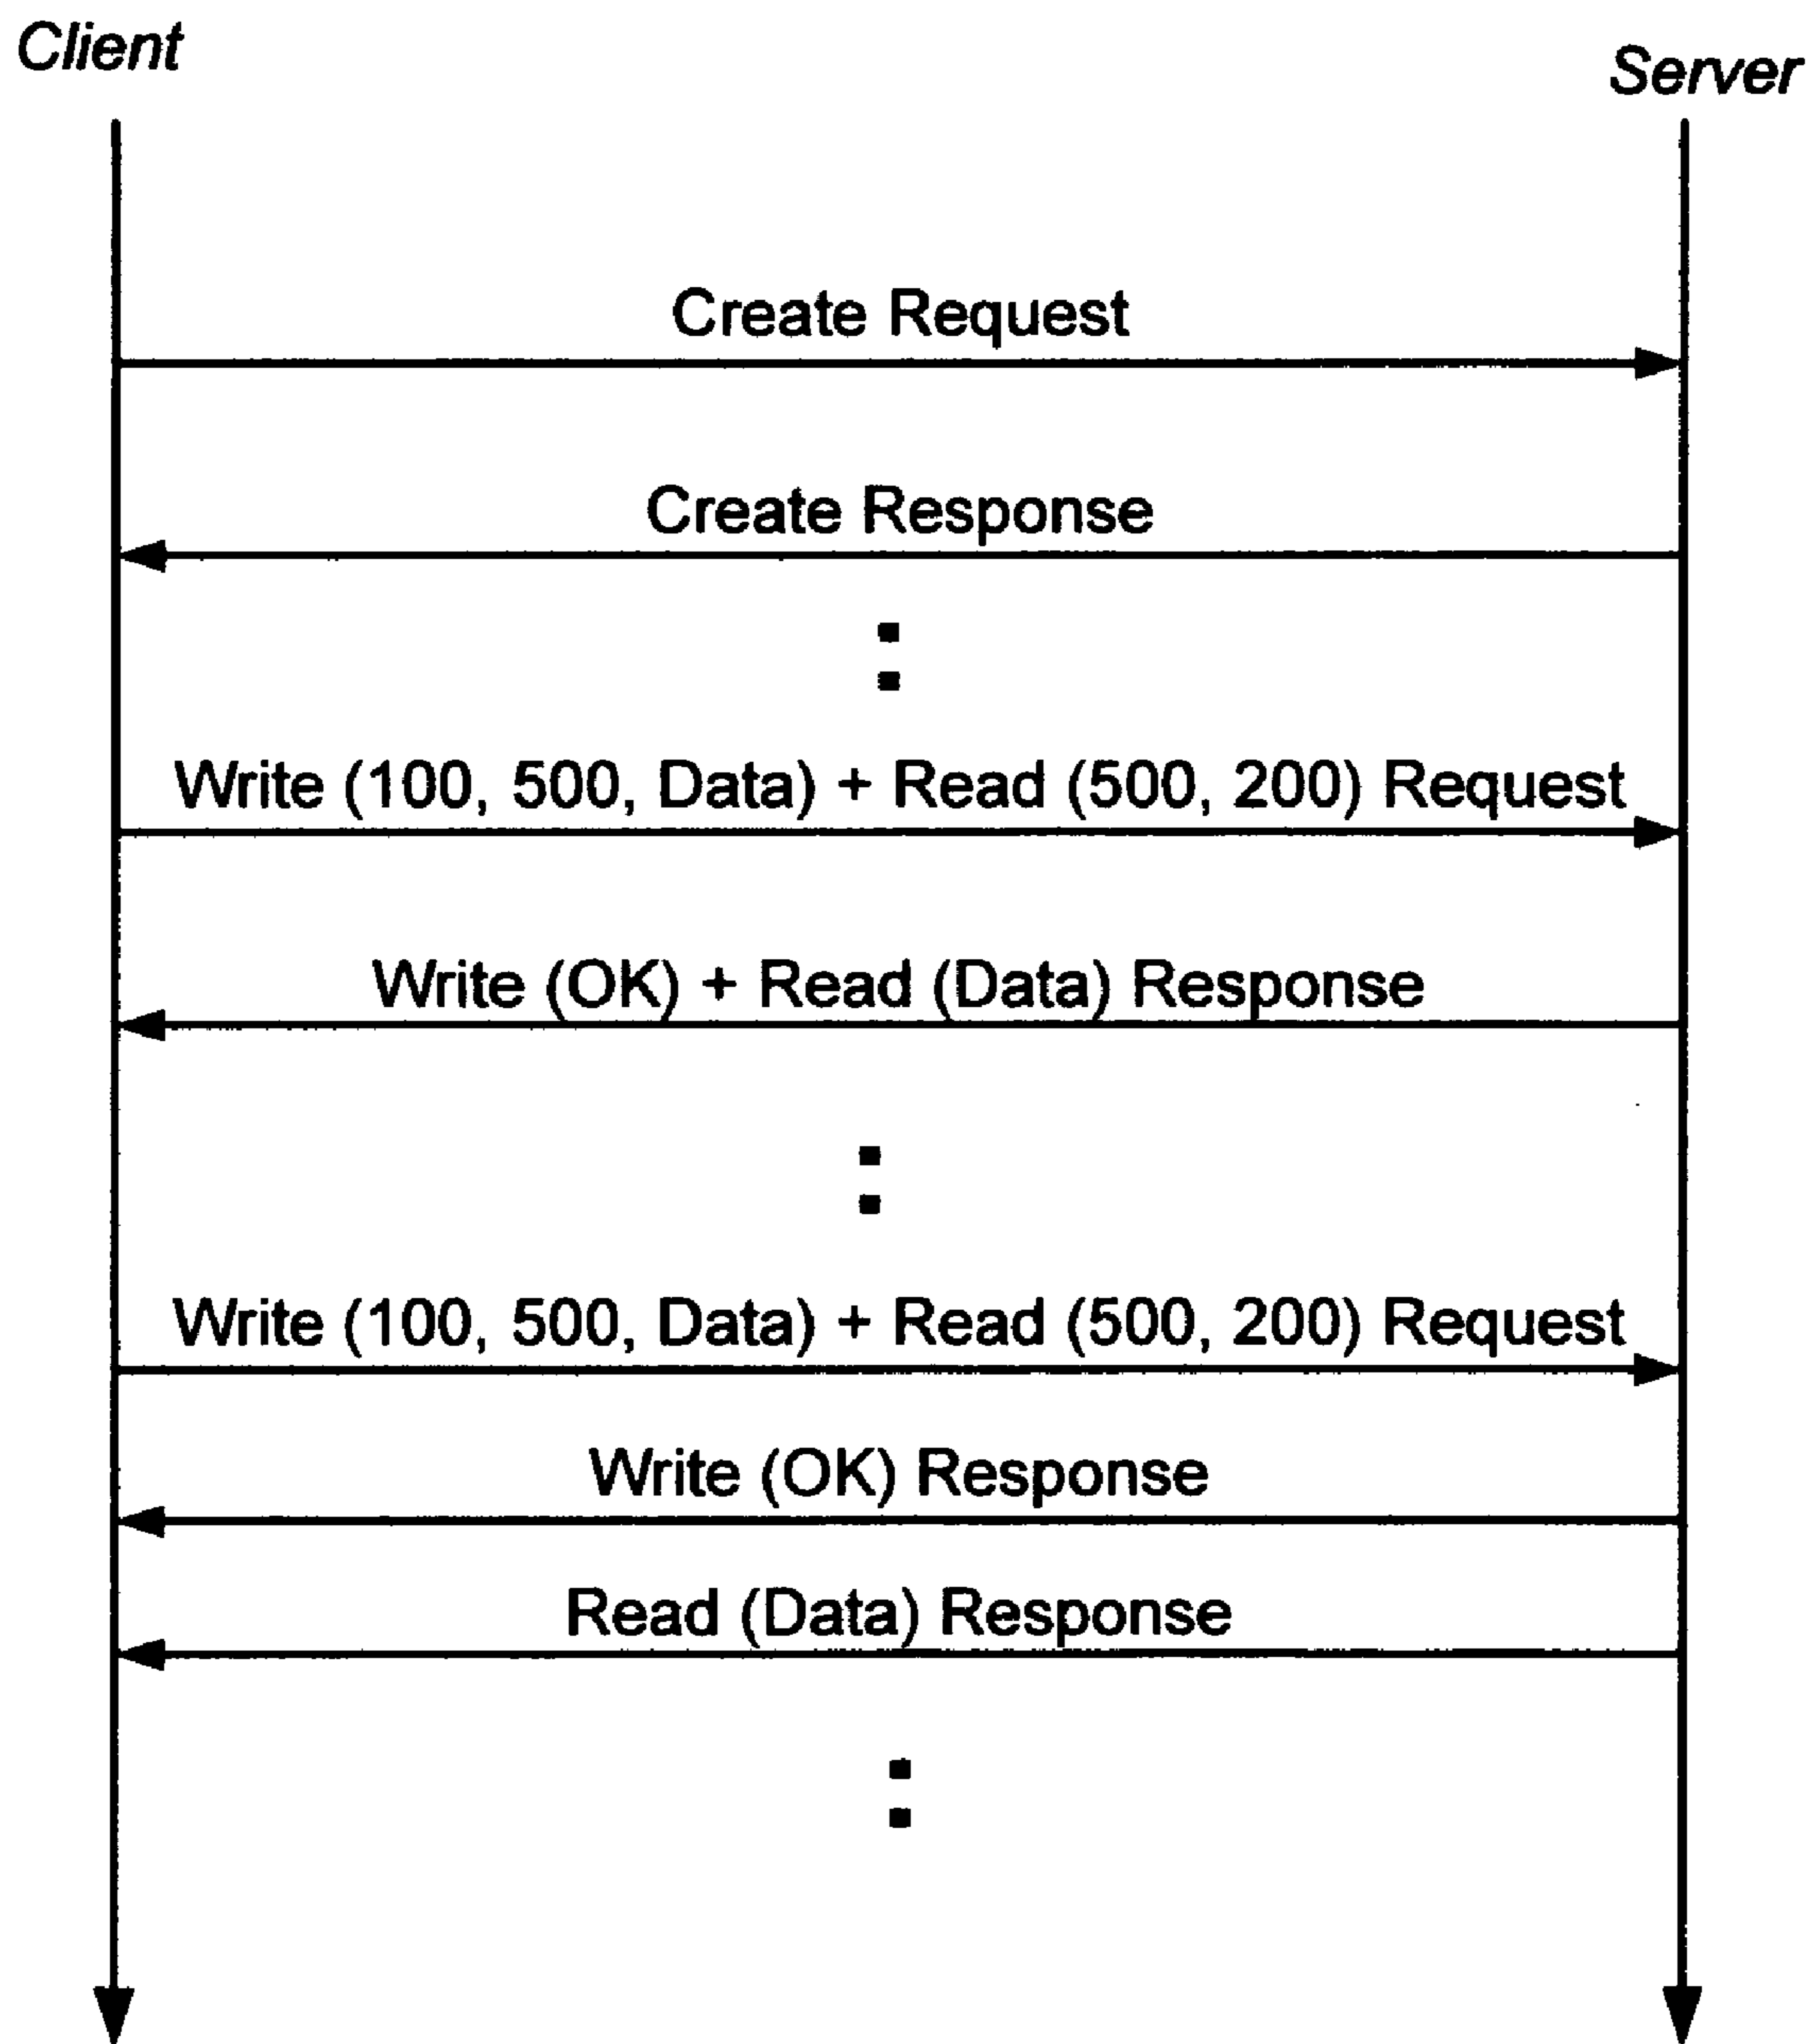 Client
Server
Create Request
Create Response
Write (100, 500, Data) + Read (500, 200) Request
Write (OK) + Read (Data) Response
Write (100, 500, Data) + Read (500, 200) Request
Write (OK) Response
Read (Data) Response